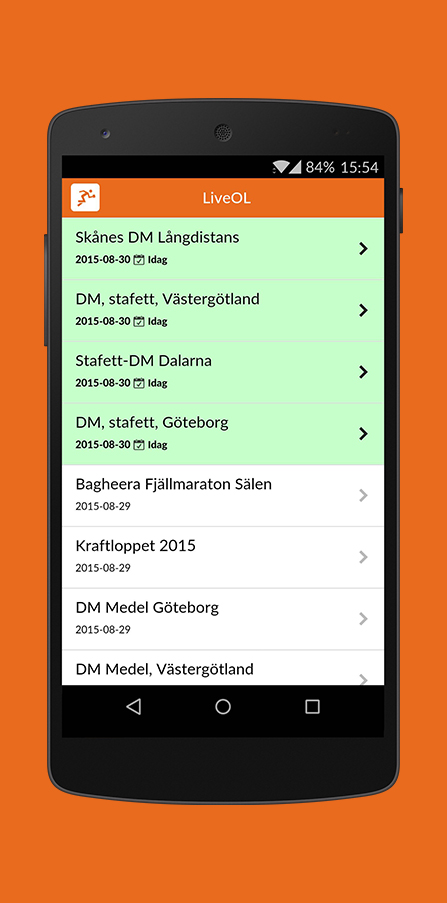 84% 15:54
LiveOL
Skånes DM Långdistans
2015-08-30 Idag
DM, stafett, Västergötland
2015-08-30 Idag
Stafett-DM Dalarna
2015-08-30 Idag
DM, stafett, Göteborg
2015-08-30 Idag
Bagheera Fjällmaraton Sälen
2015-08-29
Kraftloppet 2015
2015-08-29
DM Medel Göteborg
2015-08-29
DM Medel, Västergötland